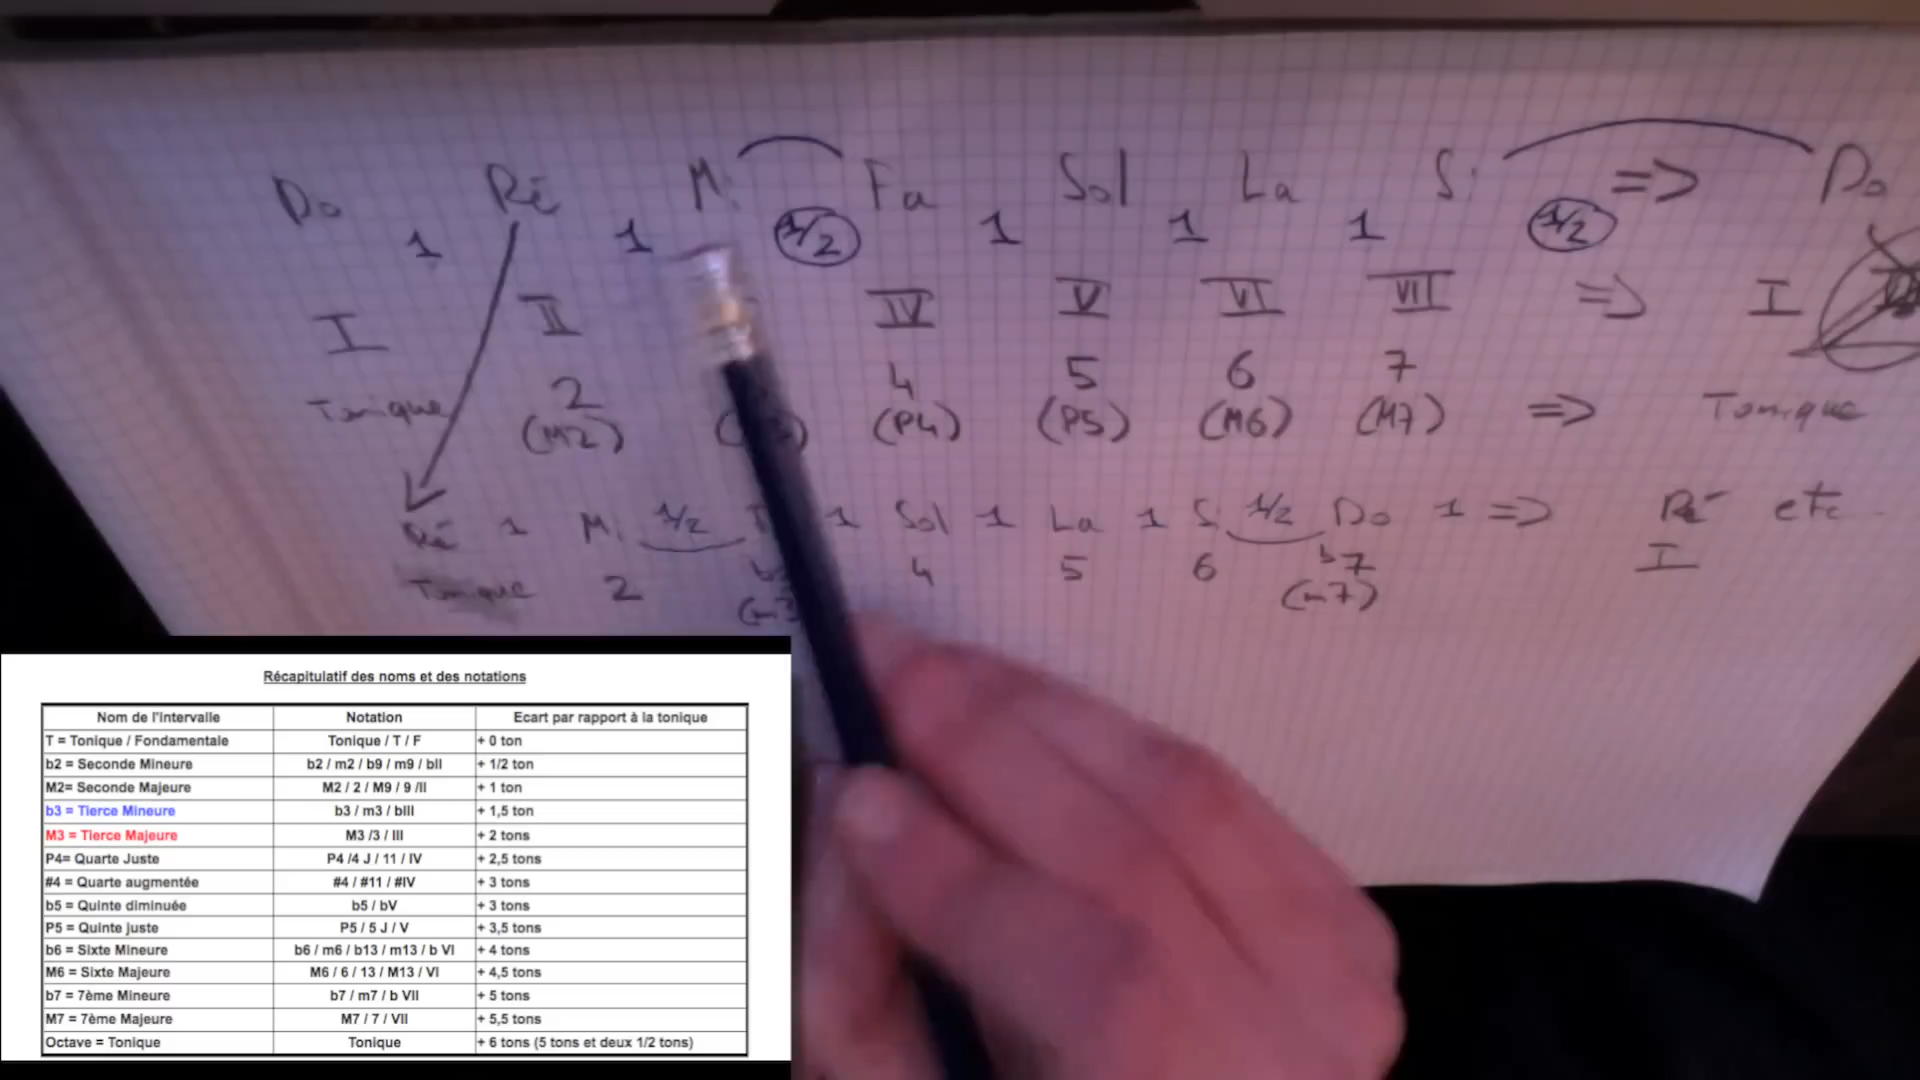 Do Ré Mi Fa Sol La Si => Do
1 1 1/2 1 1 1 1/2
I II IV V VI VII => I
Tonique 2 4 5 6 7
(M2) (P4) (P5) (M6) (M7) => Tonique
Ré 1 Mi 1/2 1 Sol 1 La 1 Si 1/2 Do 1 => Ré etc
Tonique 2 4 5 6 b7 I
(m3 (m7)
Récapitulatif des noms et des notations
Nom de l'Intervalle Notation Ecart par rapport à la tonique
T = Tonique / Fondamentale Tonique / T / F + 0 ton
b2 = Seconde Mineure b2 / m2 / b9 / m9 / bII + 1/2 ton
M2= Seconde Majeure M2 / 2 / M9 / 9 /II + 1 ton
b3 = Tierce Mineure b3 / m3 / bIII + 1,5 ton
M3 = Tierce Majeure M3 /3 / III + 2 tons
P4= Quarte Juste P4 /4 J / 11 / IV + 2,5 tons
#4 = Quarte augmentée #4 / #11 / #IV + 3 tons
b5 = Quinte diminuée b5 / bV + 3 tons
P5 = Quinte juste P5 / 5 J / V + 3,5 tons
b6 = Sixte Mineure b6 / m6 / b13 / m13 / b VI + 4 tons
M6 = Sixte Majeure M6 / 6 / 13 / M13 / VI + 4,5 tons
b7 = 7ème Mineure b7 / m7 / b VII + 5 tons
M7 = 7ème Majeure M7 / 7 / VII + 5,5 tons
Octave = Tonique Tonique + 6 tons (5 tons et deux 1/2 tons)